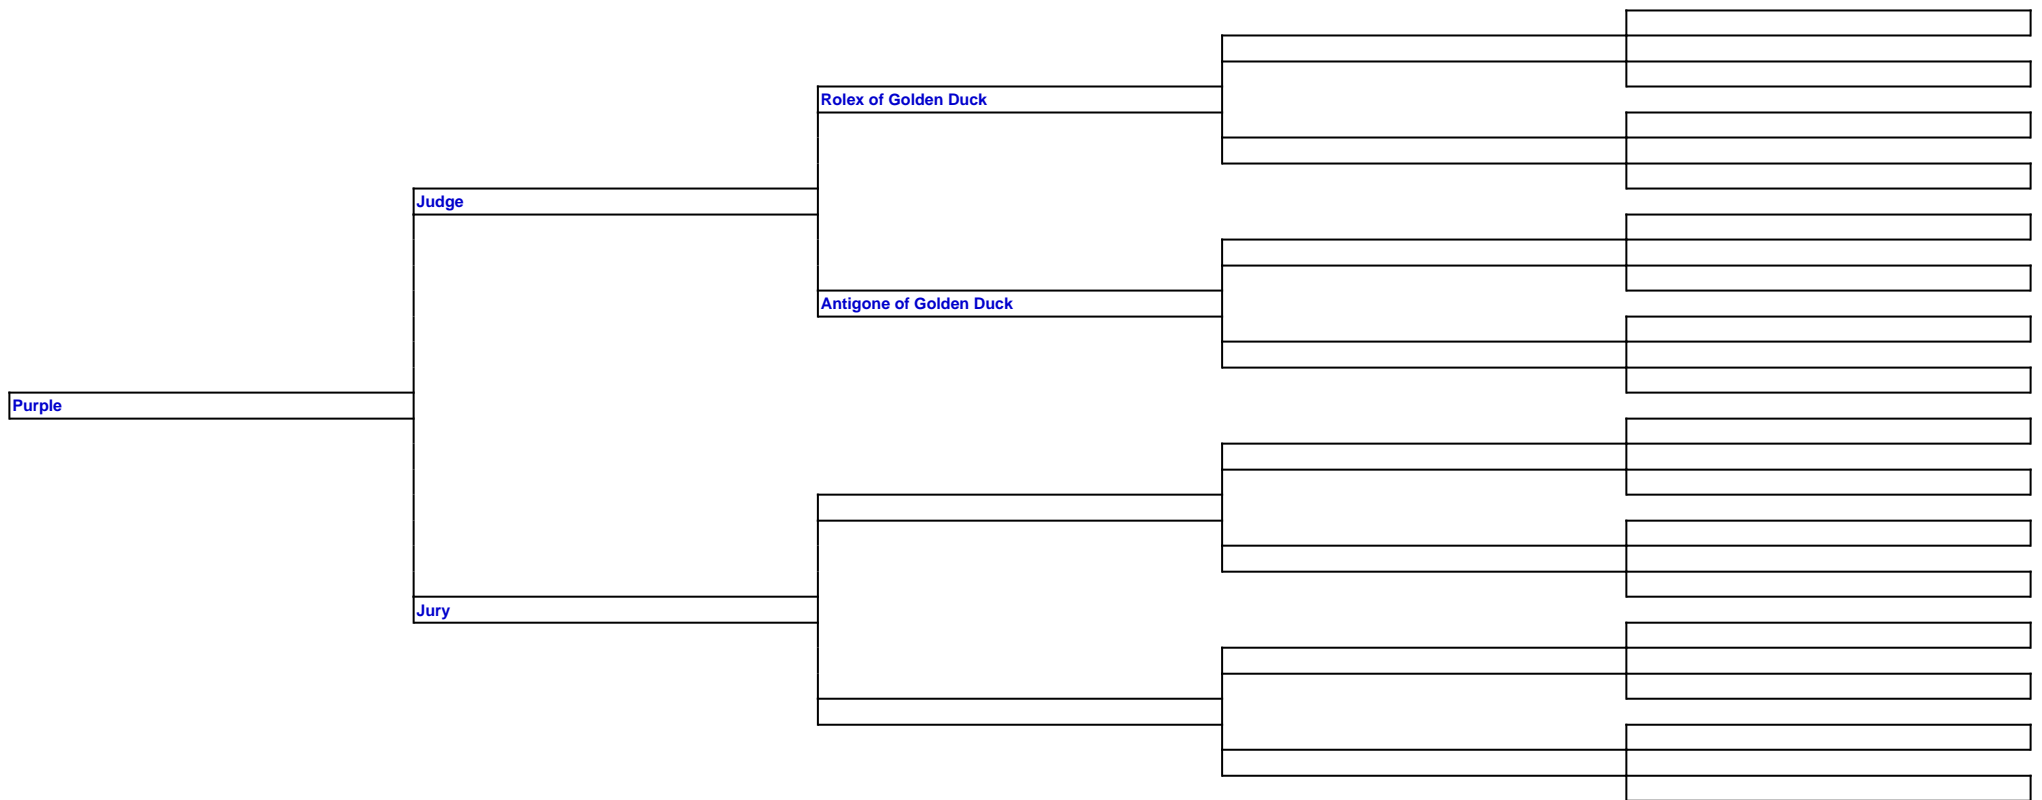 Rolex of Golden Duck
Judge
Antigone of Golden Duck
Purple
Jury